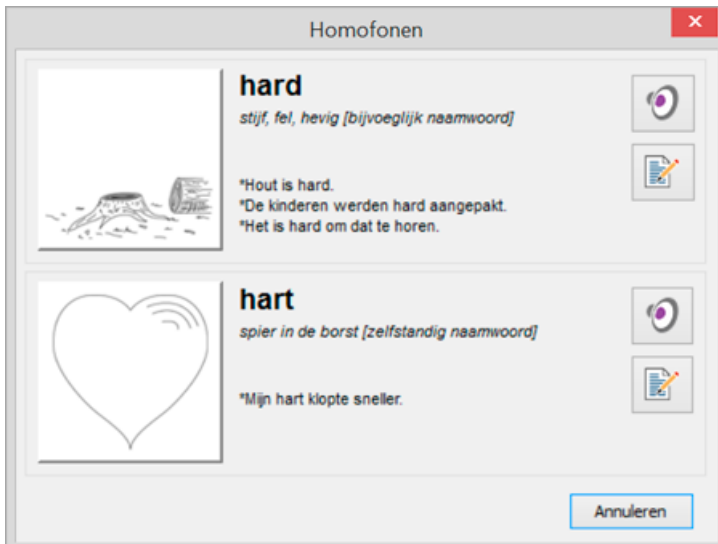 Homofonen
hard
stijf, fel, hevig [bijvoeglijk naamwoord]
*Hout is hard.
*De kinderen werden hard aangepakt.
*Het is hard om dat te horen.
hart
spier in de borst [zelfstandig naamwoord]
*Mijn hart klopte sneller.
Annuleren